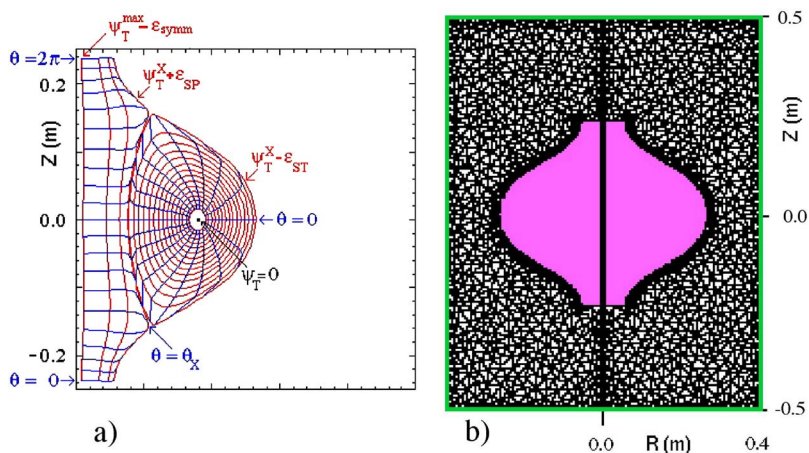 ψ_T^max - ε_symm
θ = 2π →
ψ_T^X + ε_SP
0.2
Z (m)
ψ_T^X - ε_ST
0.0
← θ = 0
ψ_T = 0
-0.2
θ = θ_X
θ = 0 →
a)
0.5
Z (m)
0.0
-0.5
b)
0.0
R (m)
0.4